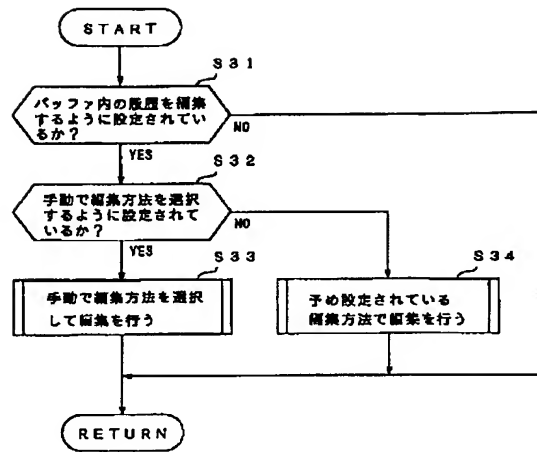 START
S31
バッファ内の履歴を編集
するように設定されて
いるか?
NO
YES
S32
手動で編集方法を選択
するように設定されて
いるか?
NO
YES
S33
手動で編集方法を選択
して編集を行う
S34
予め設定されている
編集方法で編集を行う
RETURN